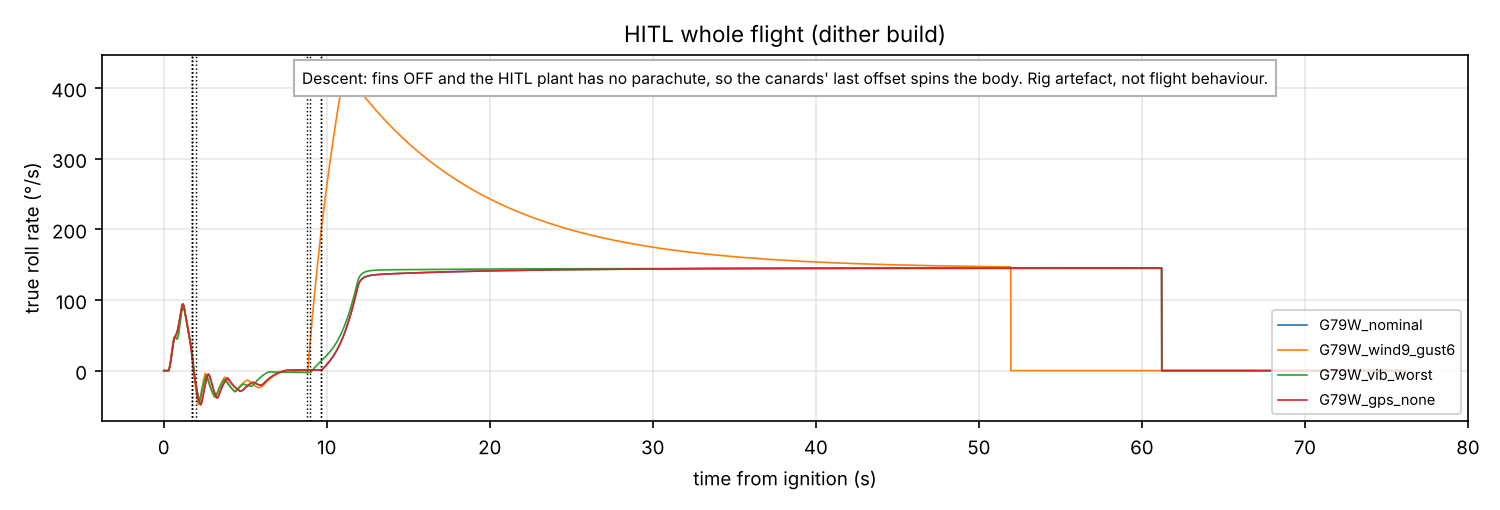 HITL whole flight (dither build)
Descent: fins OFF and the HITL plant has no parachute, so the canards' last offset spins the body. Rig artefact, not flight behaviour.
true roll rate (°/s)
400
300
200
100
0
G79W_nominal
G79W_wind9_gust6
G79W_vib_worst
G79W_gps_none
0 10 20 30 40 50 60 70 80
time from ignition (s)